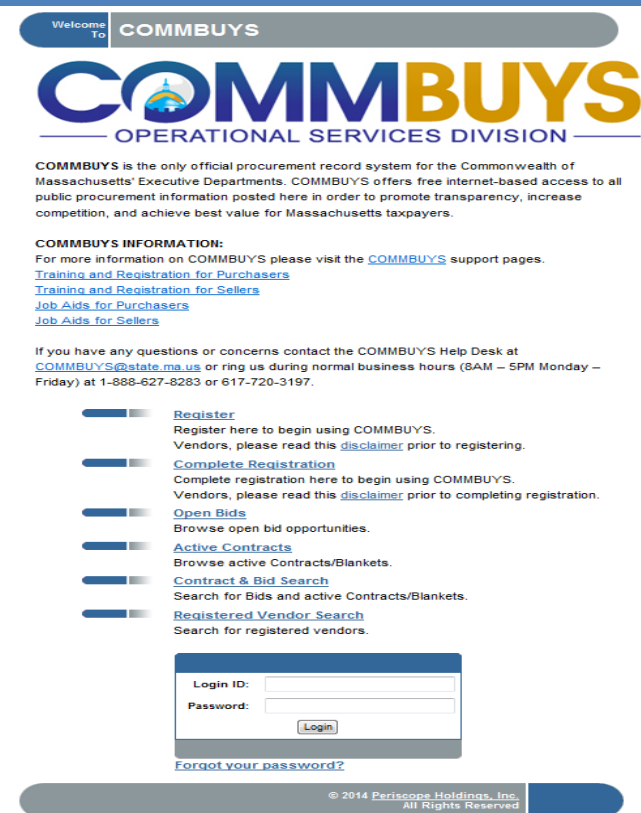 Welcome
To
COMMBUYS
COMMBUYS
OPERATIONAL SERVICES DIVISION
COMMBUYS is the only official procurement record system for the Commonwealth of
Massachusetts' Executive Departments. COMMBUYS offers free internet-based access to all
public procurement information posted here in order to promote transparency, increase
competition, and achieve best value for Massachusetts taxpayers.
COMMBUYS INFORMATION:
For more information on COMMBUYS please visit the COMMBUYS support pages.
Training and Registration for Purchasers
Training and Registration for Sellers
Job Aids for Purchasers
Job Aids for Sellers
If you have any questions or concerns contact the COMMBUYS Help Desk at
COMMBUYS@state.ma.us or ring us during normal business hours (8AM – 5PM Monday –
Friday) at 1-888-627-8283 or 617-720-3197.
Register
Register here to begin using COMMBUYS.
Vendors, please read this disclaimer prior to registering.
Complete Registration
Complete registration here to begin using COMMBUYS.
Vendors, please read this disclaimer prior to completing registration.
Open Bids
Browse open bid opportunities.
Active Contracts
Browse active Contracts/Blankets.
Contract & Bid Search
Search for Bids and active Contracts/Blankets.
Registered Vendor Search
Search for registered vendors.
Login ID:
Password:
Login
Forgot your password?
© 2014 Periscope Holdings, Inc.
All Rights Reserved